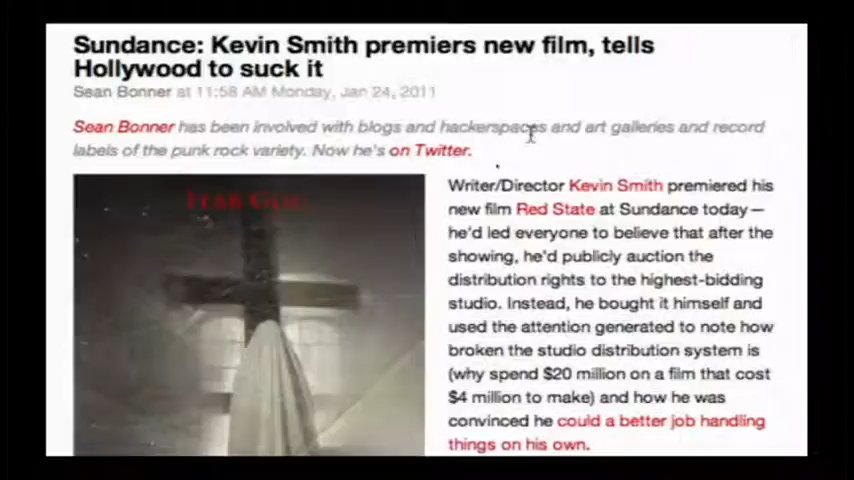 Sundance: Kevin Smith premiers new film, tells
Hollywood to suck it
Sean Bonner at 11:58 AM Monday, Jan 24, 2011
Sean Bonner has been involved with blogs and hackerspaces and art galleries and record
labels of the punk rock variety. Now he's on Twitter.
FEAR GOD
Writer/Director Kevin Smith premiered his
new film Red State at Sundance today—
he'd led everyone to believe that after the
showing, he'd publicly auction the
distribution rights to the highest-bidding
studio. Instead, he bought it himself and
used the attention generated to note how
broken the studio distribution system is
(why spend $20 million on a film that cost
$4 million to make) and how he was
convinced he could a better job handling
things on his own.